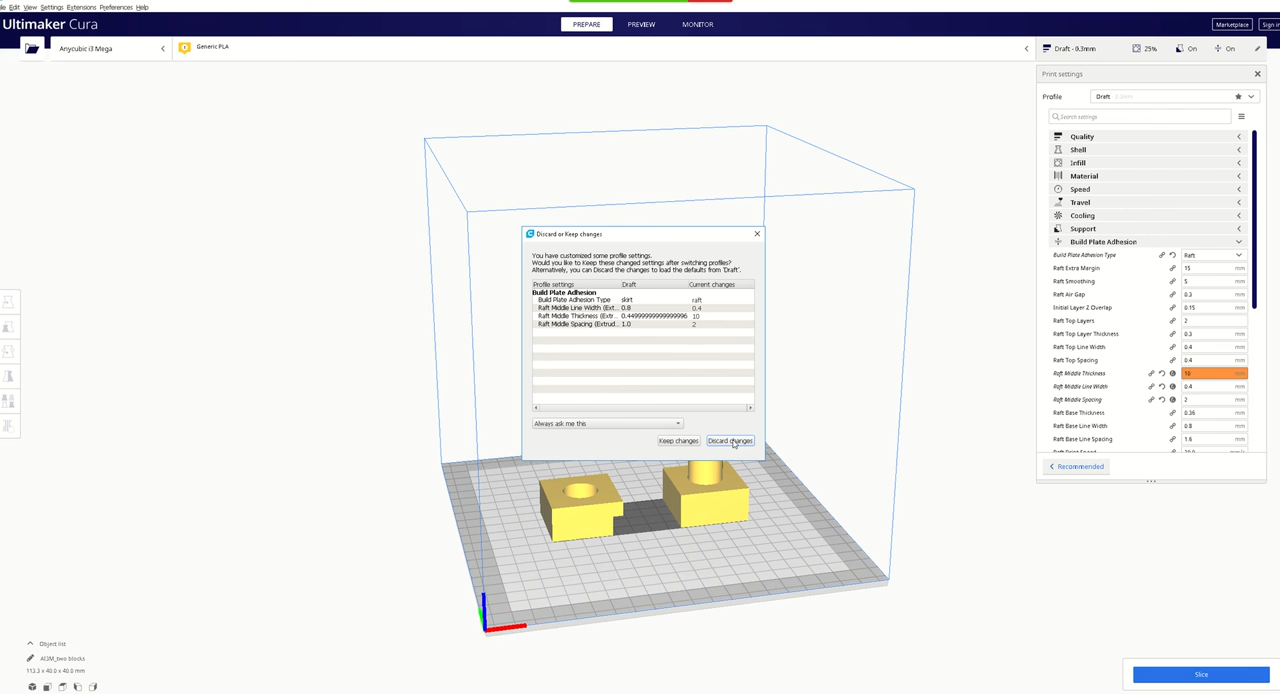 le Edit View Settings Extensions Preferences Help
Ultimaker Cura
PREPARE PREVIEW MONITOR
Marketplace Sign in
Anycubic i3 Mega
Generic PLA
Draft - 0.3mm 25% On On
Print settings
Profile Draft 0.3mm
Search settings
Quality
Shell
Infill
Material
Speed
Travel
Cooling
Support
Build Plate Adhesion
Build Plate Adhesion Type Raft
Raft Extra Margin 15 mm
Raft Smoothing 5 mm
Raft Air Gap 0.3 mm
Initial Layer Z Overlap 0.15 mm
Raft Top Layers 2
Raft Top Layer Thickness 0.3 mm
Raft Top Line Width 0.4 mm
Raft Top Spacing 0.4 mm
Raft Middle Thickness 10 mm
Raft Middle Line Width 0.4 mm
Raft Middle Spacing 2 mm
Raft Base Thickness 0.36 mm
Raft Base Line Width 0.8 mm
Raft Base Line Spacing 1.6 mm
Recommended
Discard or Keep changes
You have customized some profile settings.
Would you like to Keep these changed settings after switching profiles?
Alternatively, you can Discard the changes to load the defaults from 'Draft'.
Profile settings Draft Current changes
Build Plate Adhesion
Build Plate Adhesion Type skirt raft
Raft Middle Line Width (Ext... 0.8 0.4
Raft Middle Thickness (Extr... 0.44999999999999996 10
Raft Middle Spacing (Extrud... 1.0 2
Always ask me this
Keep changes Discard changes
Object list
AI3M_two blocks
113.3 x 40.0 x 40.0 mm
Slice